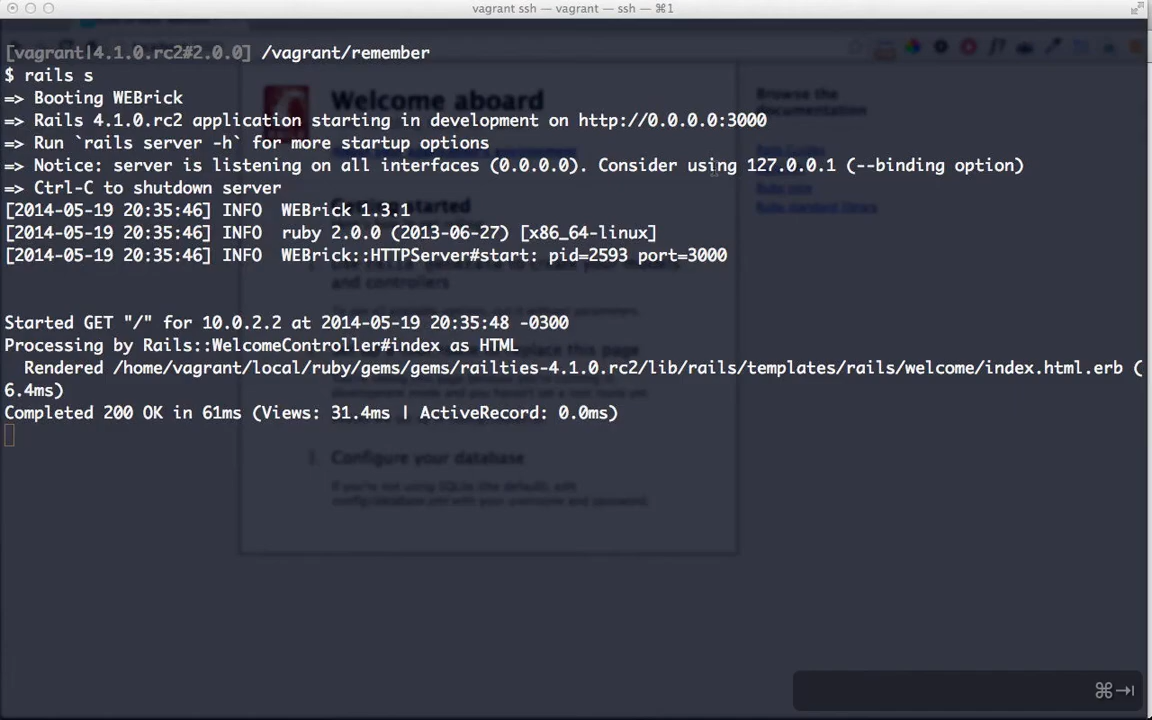 vagrant ssh — vagrant — ssh — ⌘1
[vagrant|4.1.0.rc2#2.0.0] /vagrant/remember
$ rails s
=> Booting WEBrick
=> Rails 4.1.0.rc2 application starting in development on http://0.0.0.0:3000
=> Run `rails server -h` for more startup options
=> Notice: server is listening on all interfaces (0.0.0.0). Consider using 127.0.0.1 (--binding option)
=> Ctrl-C to shutdown server
[2014-05-19 20:35:46] INFO  WEBrick 1.3.1
[2014-05-19 20:35:46] INFO  ruby 2.0.0 (2013-06-27) [x86_64-linux]
[2014-05-19 20:35:46] INFO  WEBrick::HTTPServer#start: pid=2593 port=3000
Started GET "/" for 10.0.2.2 at 2014-05-19 20:35:48 -0300
Processing by Rails::WelcomeController#index as HTML
  Rendered /home/vagrant/local/ruby/gems/gems/railties-4.1.0.rc2/lib/rails/templates/rails/welcome/index.html.erb (
6.4ms)
Completed 200 OK in 61ms (Views: 31.4ms | ActiveRecord: 0.0ms)
Welcome aboard
Browse the
documentation
Getting started
and controllers
Configure your database
⌘⇥